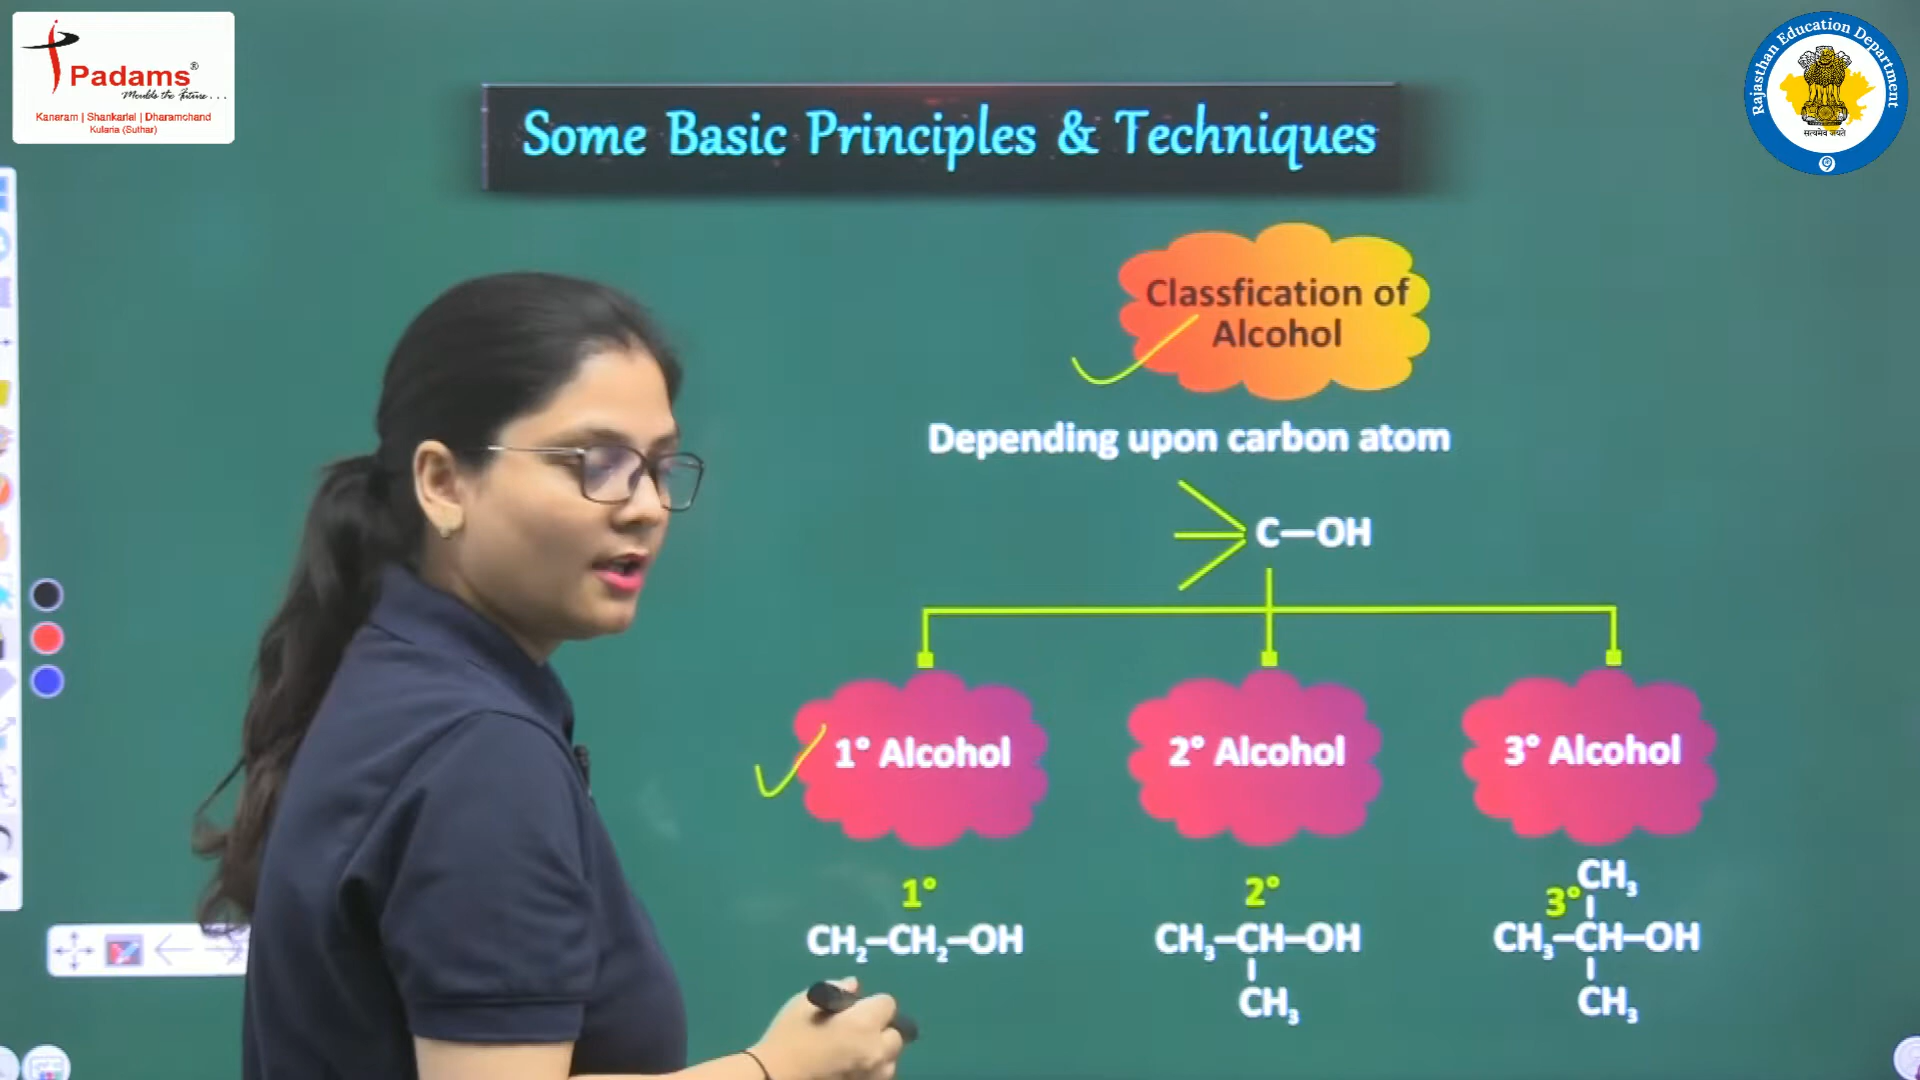 Padams®
Moulds the Future...
Kanaram | Shankarlal | Dharamchand
Kularia (Suthar)
Rajasthan Education Department
सत्यमेव जयते
Some Basic Principles & Techniques
Classfication of
Alcohol
Depending upon carbon atom
C—OH
1° Alcohol
2° Alcohol
3° Alcohol
1°
CH₂–CH₂–OH
2°
CH₃–CH–OH
CH₃
CH₃
3°
CH₃–CH–OH
CH₃